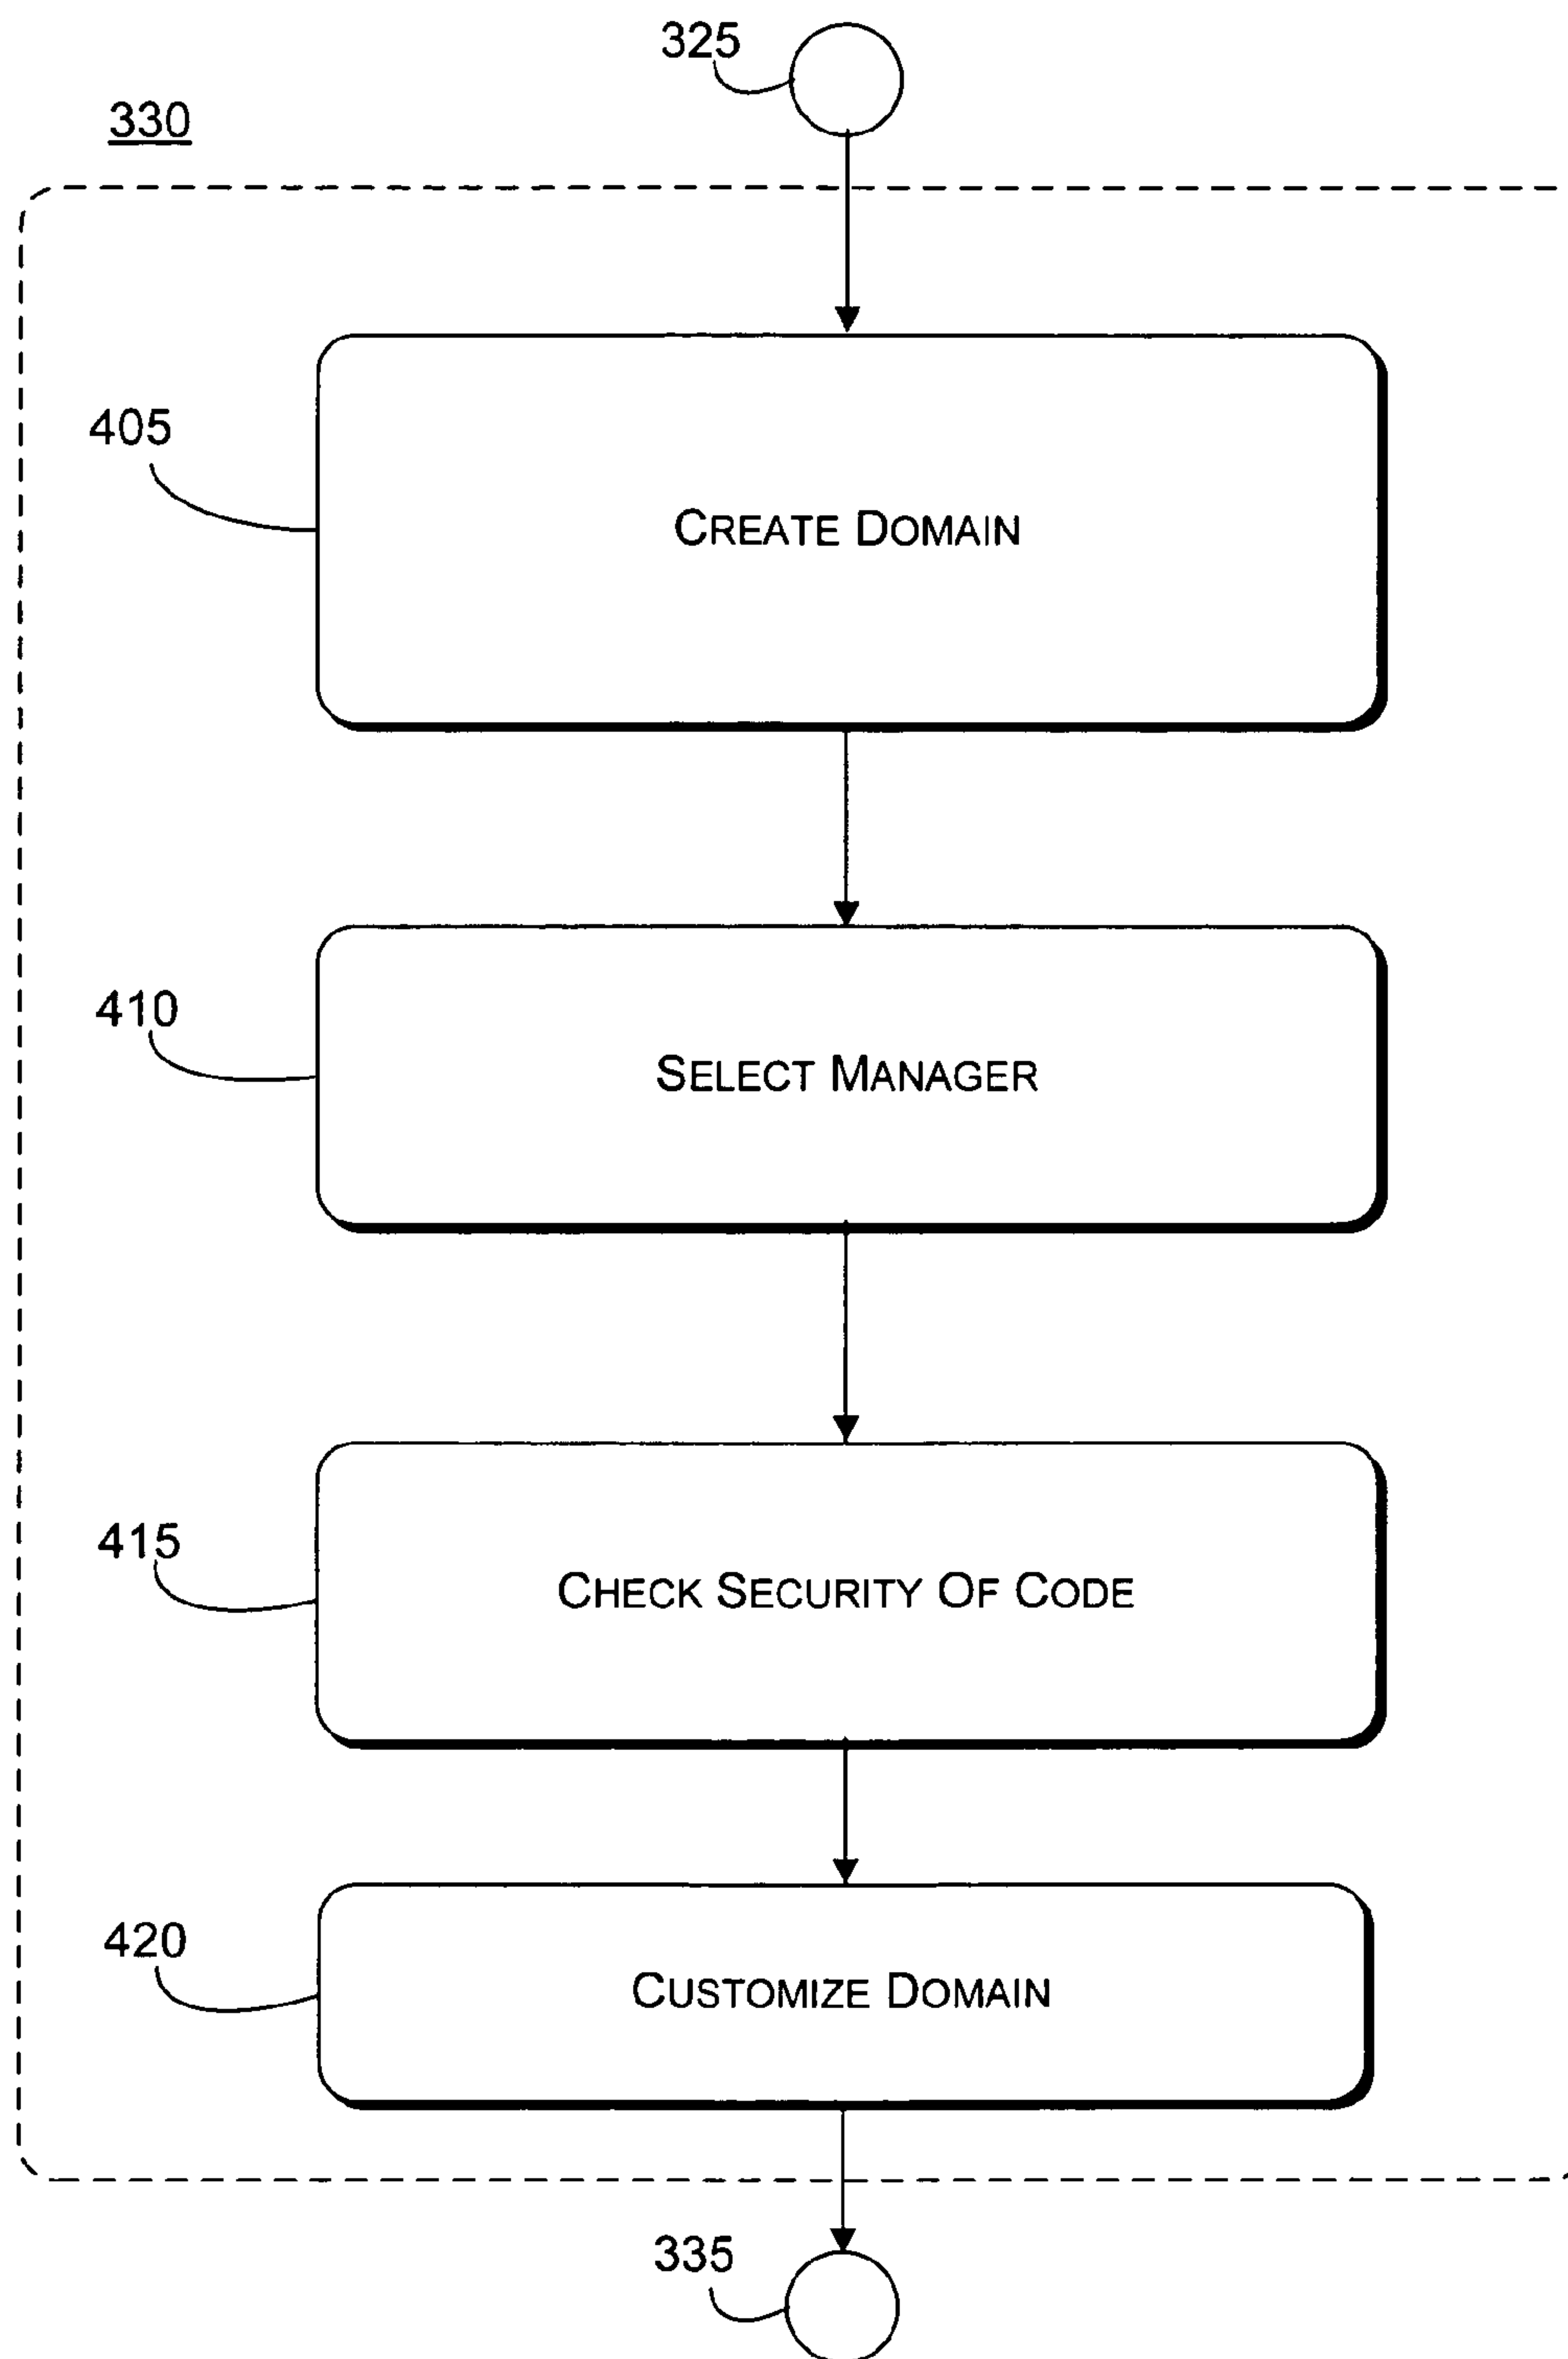 325
330
405
CREATE DOMAIN
410
SELECT MANAGER
415
CHECK SECURITY OF CODE
420
CUSTOMIZE DOMAIN
335